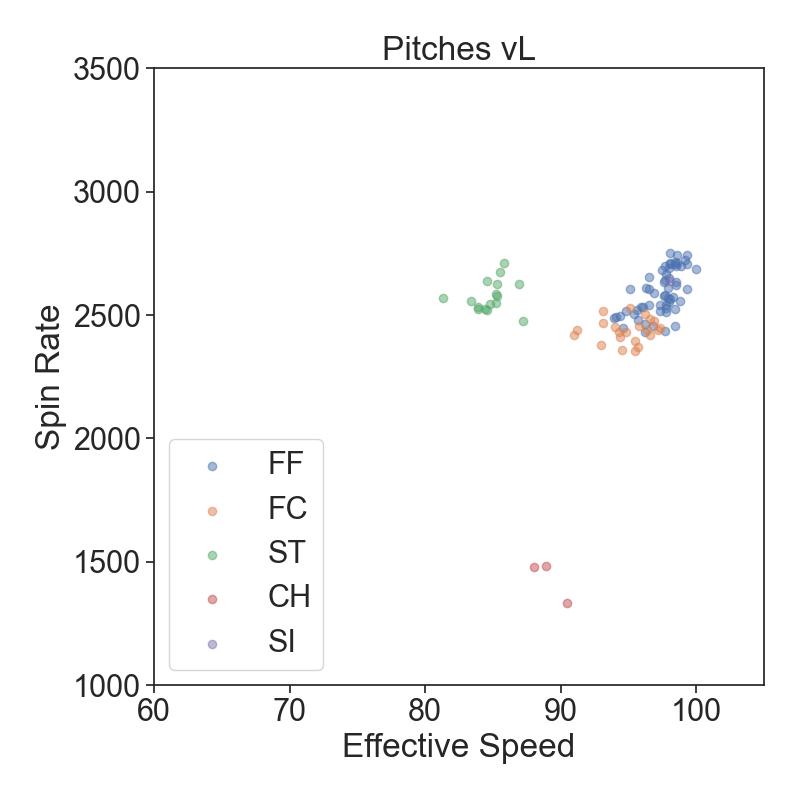 Pitches vL
3500
3000
2500
2000
1500
1000
Spin Rate
FF
FC
ST
CH
SI
60 70 80 90 100
Effective Speed